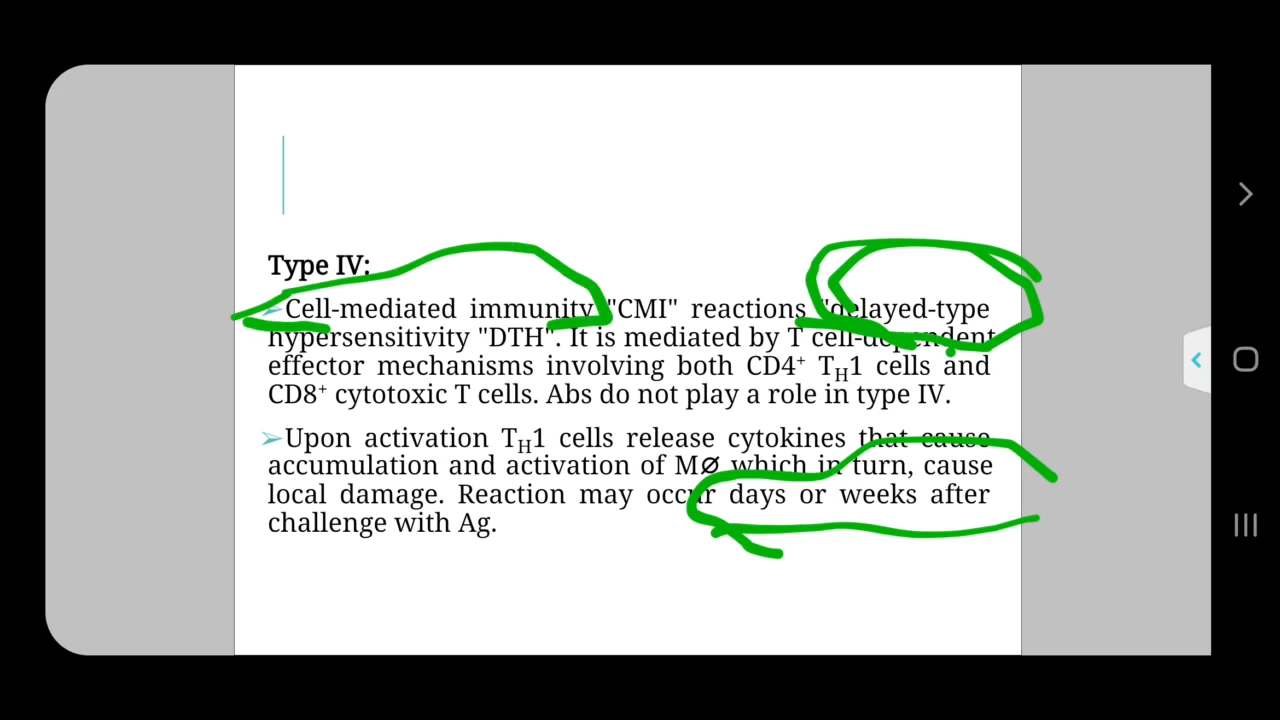 Type IV:
➢Cell-mediated immunity "CMI" reactions "delayed-type
hypersensitivity "DTH". It is mediated by T cell-dependent
effector mechanisms involving both CD4⁺ T_H1 cells and
CD8⁺ cytotoxic T cells. Abs do not play a role in type IV.
➢Upon activation T_H1 cells release cytokines that cause
accumulation and activation of MØ which in turn, cause
local damage. Reaction may occur days or weeks after
challenge with Ag.